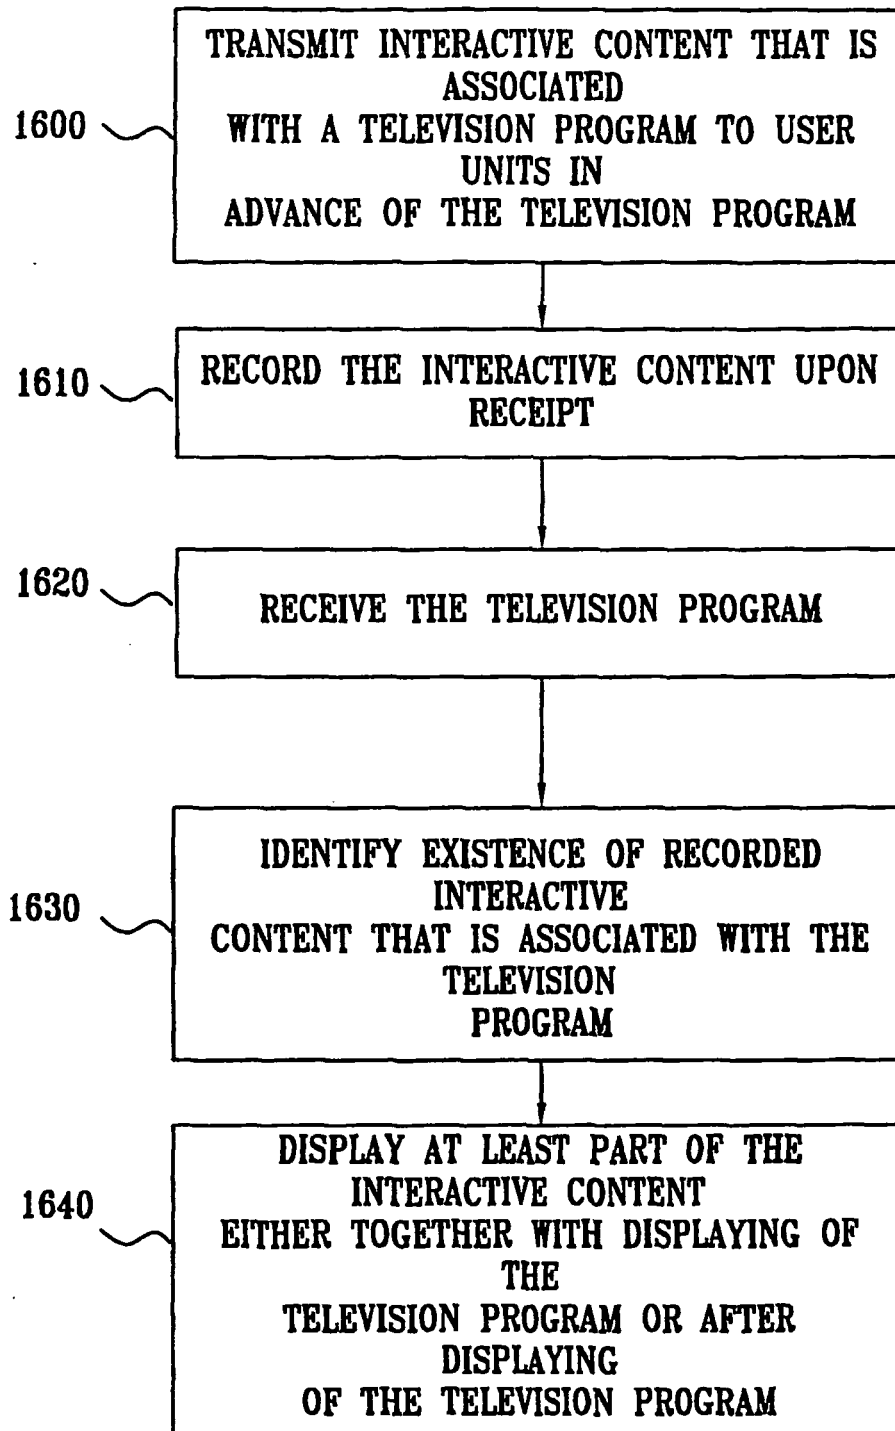 TRANSMIT INTERACTIVE CONTENT THAT IS
ASSOCIATED
1600
WITH A TELEVISION PROGRAM TO USER
UNITS IN
ADVANCE OF THE TELEVISION PROGRAM
1610
RECORD THE INTERACTIVE CONTENT UPON
RECEIPT
1620
RECEIVE THE TELEVISION PROGRAM
IDENTIFY EXISTENCE OF RECORDED
INTERACTIVE
1630
CONTENT THAT IS ASSOCIATED WITH THE
TELEVISION
PROGRAM
DISPLAY AT LEAST PART OF THE
INTERACTIVE CONTENT
1640
EITHER TOGETHER WITH DISPLAYING OF
THE
TELEVISION PROGRAM OR AFTER
DISPLAYING
OF THE TELEVISION PROGRAM